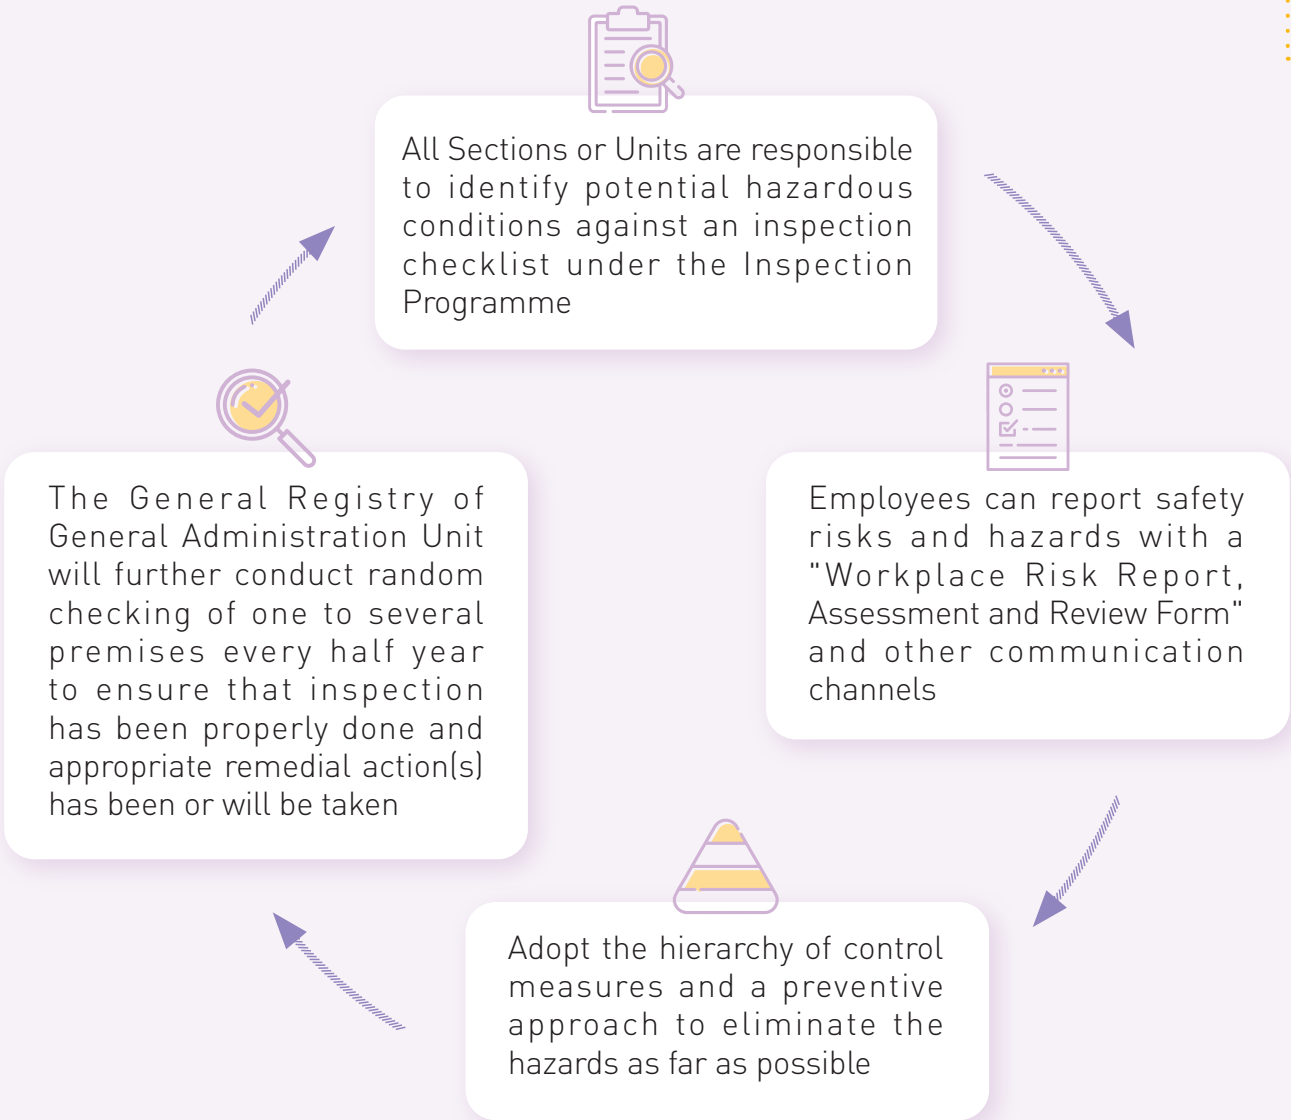 All Sections or Units are responsible
to identify potential hazardous
conditions against an inspection
checklist under the Inspection
Programme
Employees can report safety
risks and hazards with a
"Workplace Risk Report,
Assessment and Review Form"
and other communication
channels
Adopt the hierarchy of control
measures and a preventive
approach to eliminate the
hazards as far as possible
The General Registry of
General Administration Unit
will further conduct random
checking of one to several
premises every half year
to ensure that inspection
has been properly done and
appropriate remedial action(s)
has been or will be taken